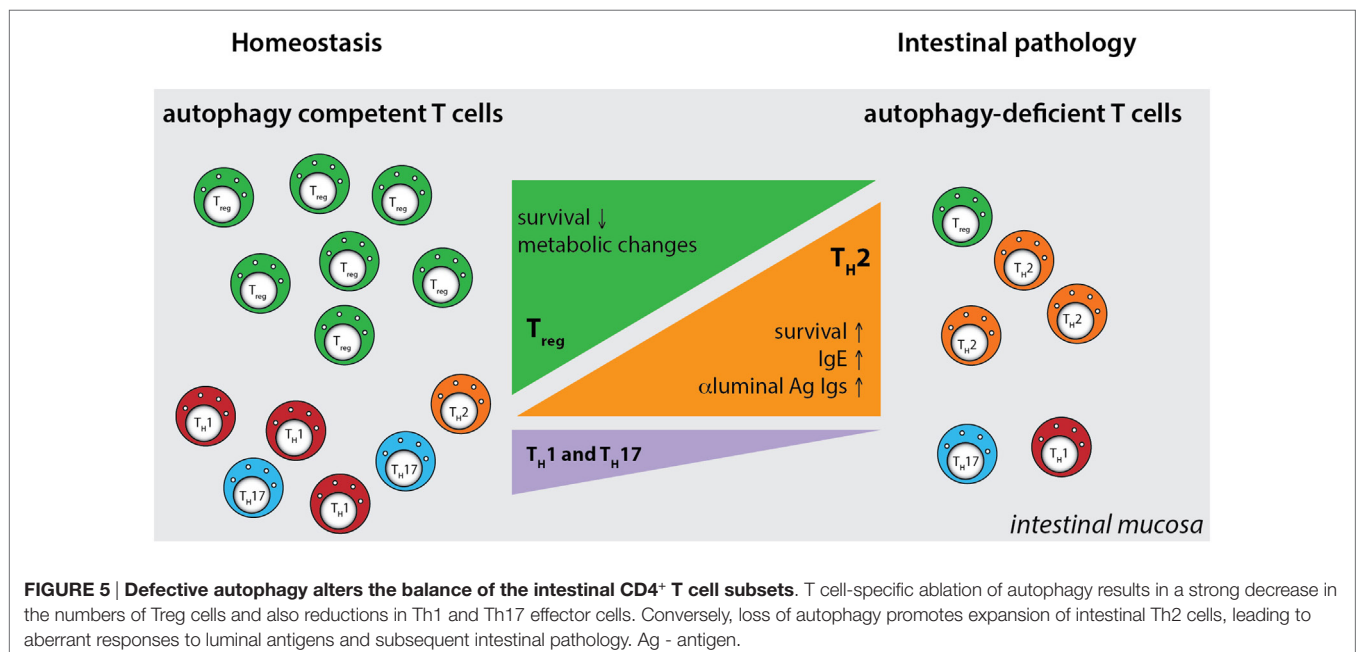 Homeostasis
Intestinal pathology
autophagy competent T cells
autophagy-deficient T cells
Treg
Treg
Treg
Treg
Treg
Treg
Treg
TH1
TH1
TH2
TH17
TH17
TH1
survival ↓
metabolic changes
Treg
TH2
survival ↑
IgE ↑
αluminal Ag Igs ↑
TH1 and TH17
Treg
TH2
TH2
TH2
TH17
TH1
intestinal mucosa
FIGURE 5 | Defective autophagy alters the balance of the intestinal CD4+ T cell subsets. T cell-specific ablation of autophagy results in a strong decrease in
the numbers of Treg cells and also reductions in Th1 and Th17 effector cells. Conversely, loss of autophagy promotes expansion of intestinal Th2 cells, leading to
aberrant responses to luminal antigens and subsequent intestinal pathology. Ag - antigen.